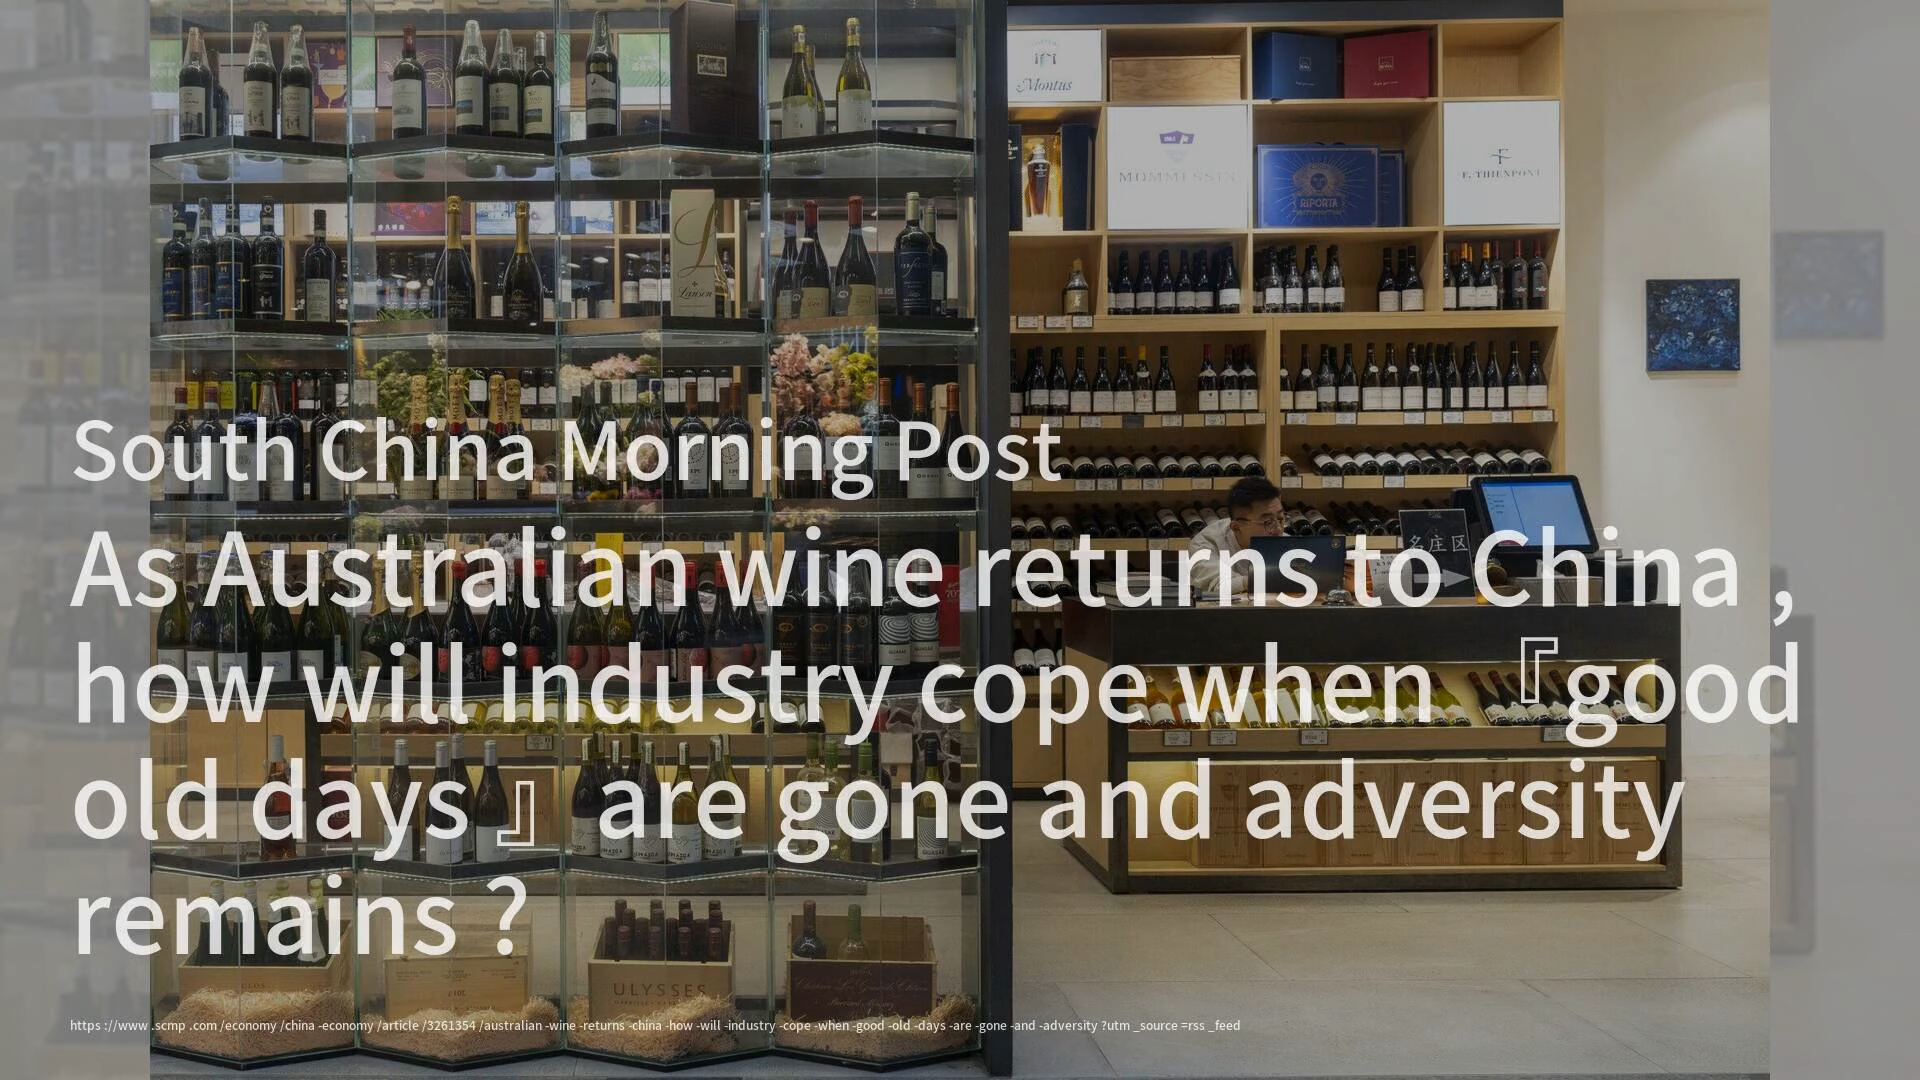 Montus
MOMMESSIN
RIPORTA
F. THIENPONT
Lanson
South China Morning Post
名庄区
As Australian wine returns to China ,
how will industry cope when 『good
old days 』 are gone and adversity
remains ?
ULYSSES
https ://www .scmp .com /economy /china -economy /article /3261354 /australian -wine -returns -china -how -will -industry -cope -when -good -old -days -are -gone -and -adversity ?utm _source =rss _feed